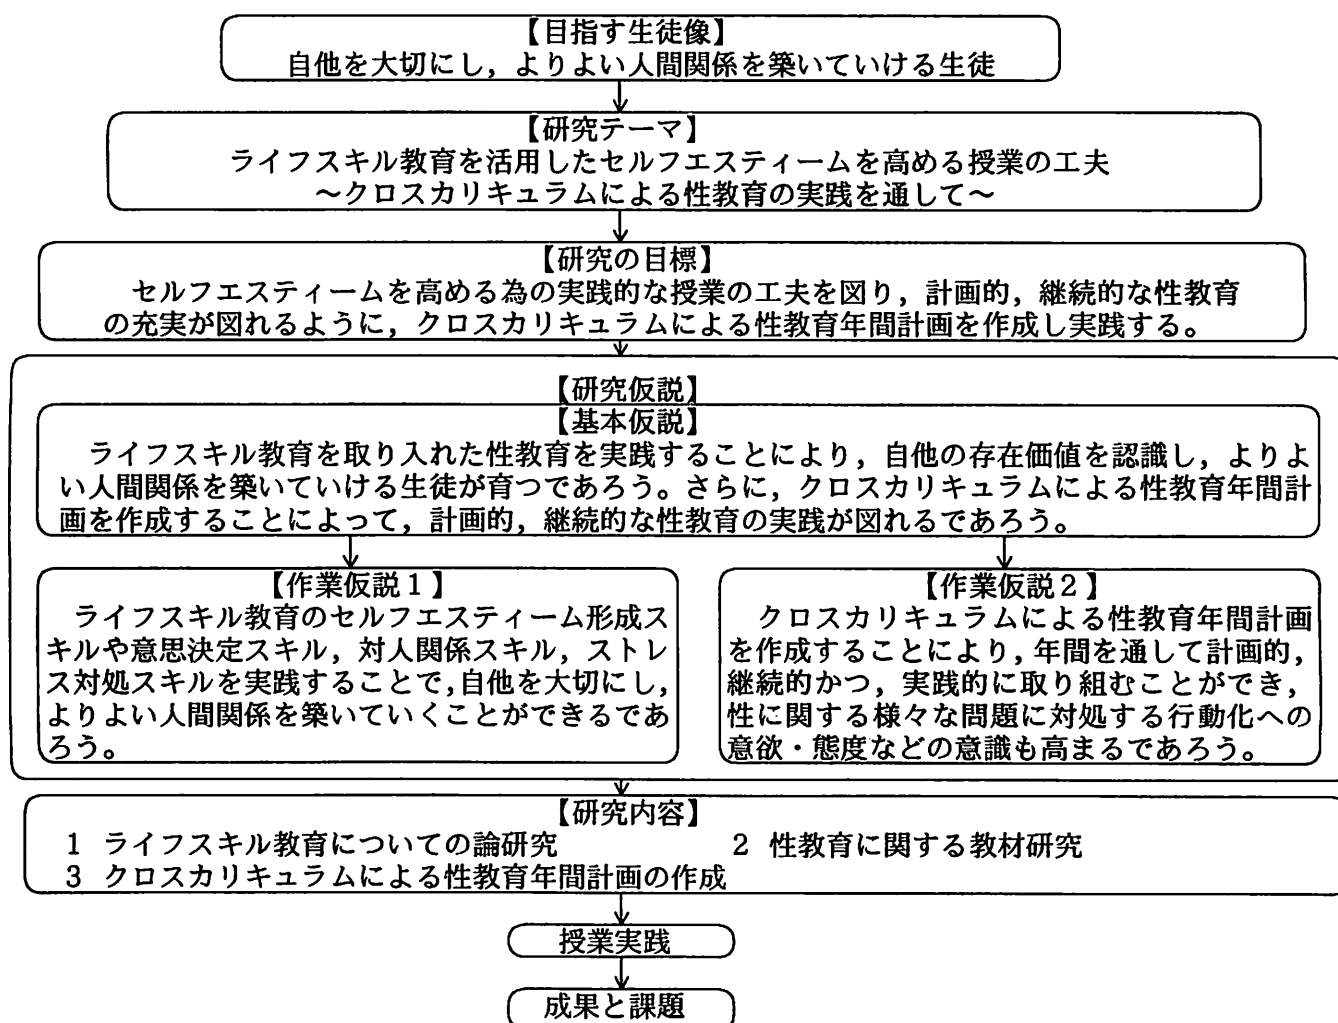 【目指す生徒像】
自他を大切にし，よりよい人間関係を築いていける生徒
【研究テーマ】
ライフスキル教育を活用したセルフエスティームを高める授業の工夫
～クロスカリキュラムによる性教育の実践を通して～
【研究の目標】
セルフエスティームを高める為の実践的な授業の工夫を図り，計画的，継続的な性教育
の充実が図れるように，クロスカリキュラムによる性教育年間計画を作成し実践する。
【研究仮説】
【基本仮説】
ライフスキル教育を取り入れた性教育を実践することにより，自他の存在価値を認識し，よりよ
い人間関係を築いていける生徒が育つであろう。さらに，クロスカリキュラムによる性教育年間計
画を作成することによって，計画的，継続的な性教育の実践が図れるであろう。
【作業仮説１】
ライフスキル教育のセルフエスティーム形成ス
キルや意思決定スキル，対人関係スキル，ストレ
ス対処スキルを実践することで，自他を大切にし，
よりよい人間関係を築いていくことができるであ
ろう。
【作業仮説２】
クロスカリキュラムによる性教育年間計画
を作成することにより，年間を通して計画的，
継続的かつ，実践的に取り組むことができ，
性に関する様々な問題に対処する行動化への
意欲・態度などの意識も高まるであろう。
【研究内容】
1 ライフスキル教育についての論研究 2 性教育に関する教材研究
3 クロスカリキュラムによる性教育年間計画の作成
授業実践
成果と課題